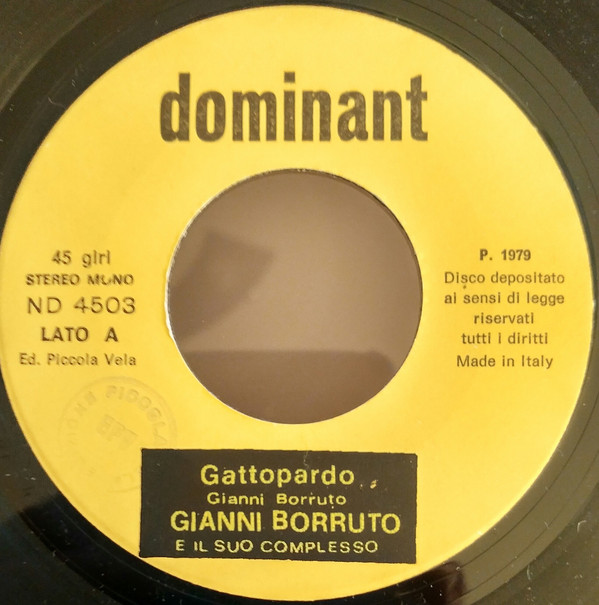 dominant
45 giri
STEREO MONO
ND 4503
LATO A
Ed. Piccola Vela
P. 1979
Disco depositato
ai sensi di legge
riservati
tutti i diritti
Made in Italy
Gattopardo
Gianni Borruto
GIANNI BORRUTO
E IL SUO COMPLESSO